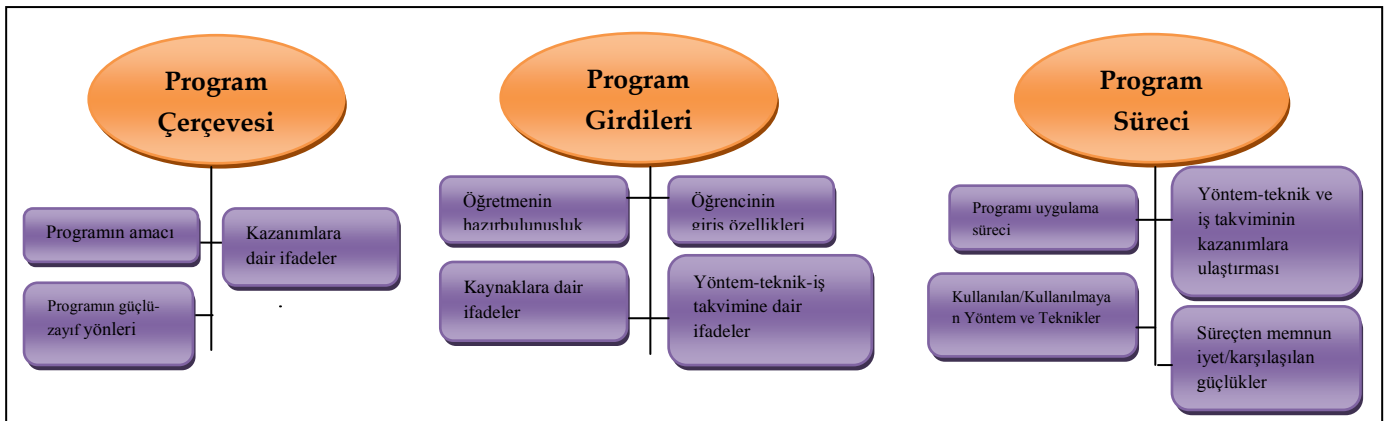 Program
Çerçevesi
Programın amacı
Kazanımlara
dair ifadeler
Programın güçlü-
zayıf yönleri
.
Program
Girdileri
Öğretmenin
hazırbulunuşluk
Öğrencinin
giriş özellikleri
Kaynaklara dair
ifadeler
Yöntem-teknik-iş
takvimine dair
ifadeler
Program
Süreci
Programı uygulama
süreci
Yöntem-teknik ve
iş takviminin
kazanımlara
ulaştırması
Kullanılan/Kullanılmaya
n Yöntem ve Teknikler
Süreçten memnun
iyet/karşılaşılan
güçlükler